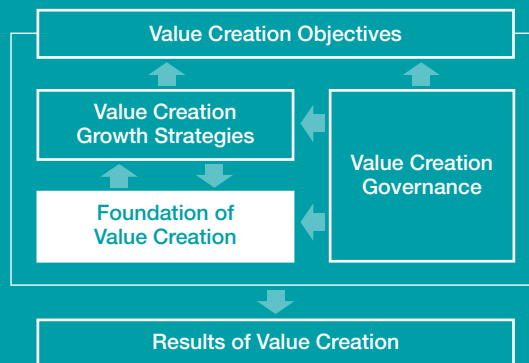 Value Creation Objectives
Value Creation
Growth Strategies
Value Creation
Governance
Foundation of
Value Creation
Results of Value Creation